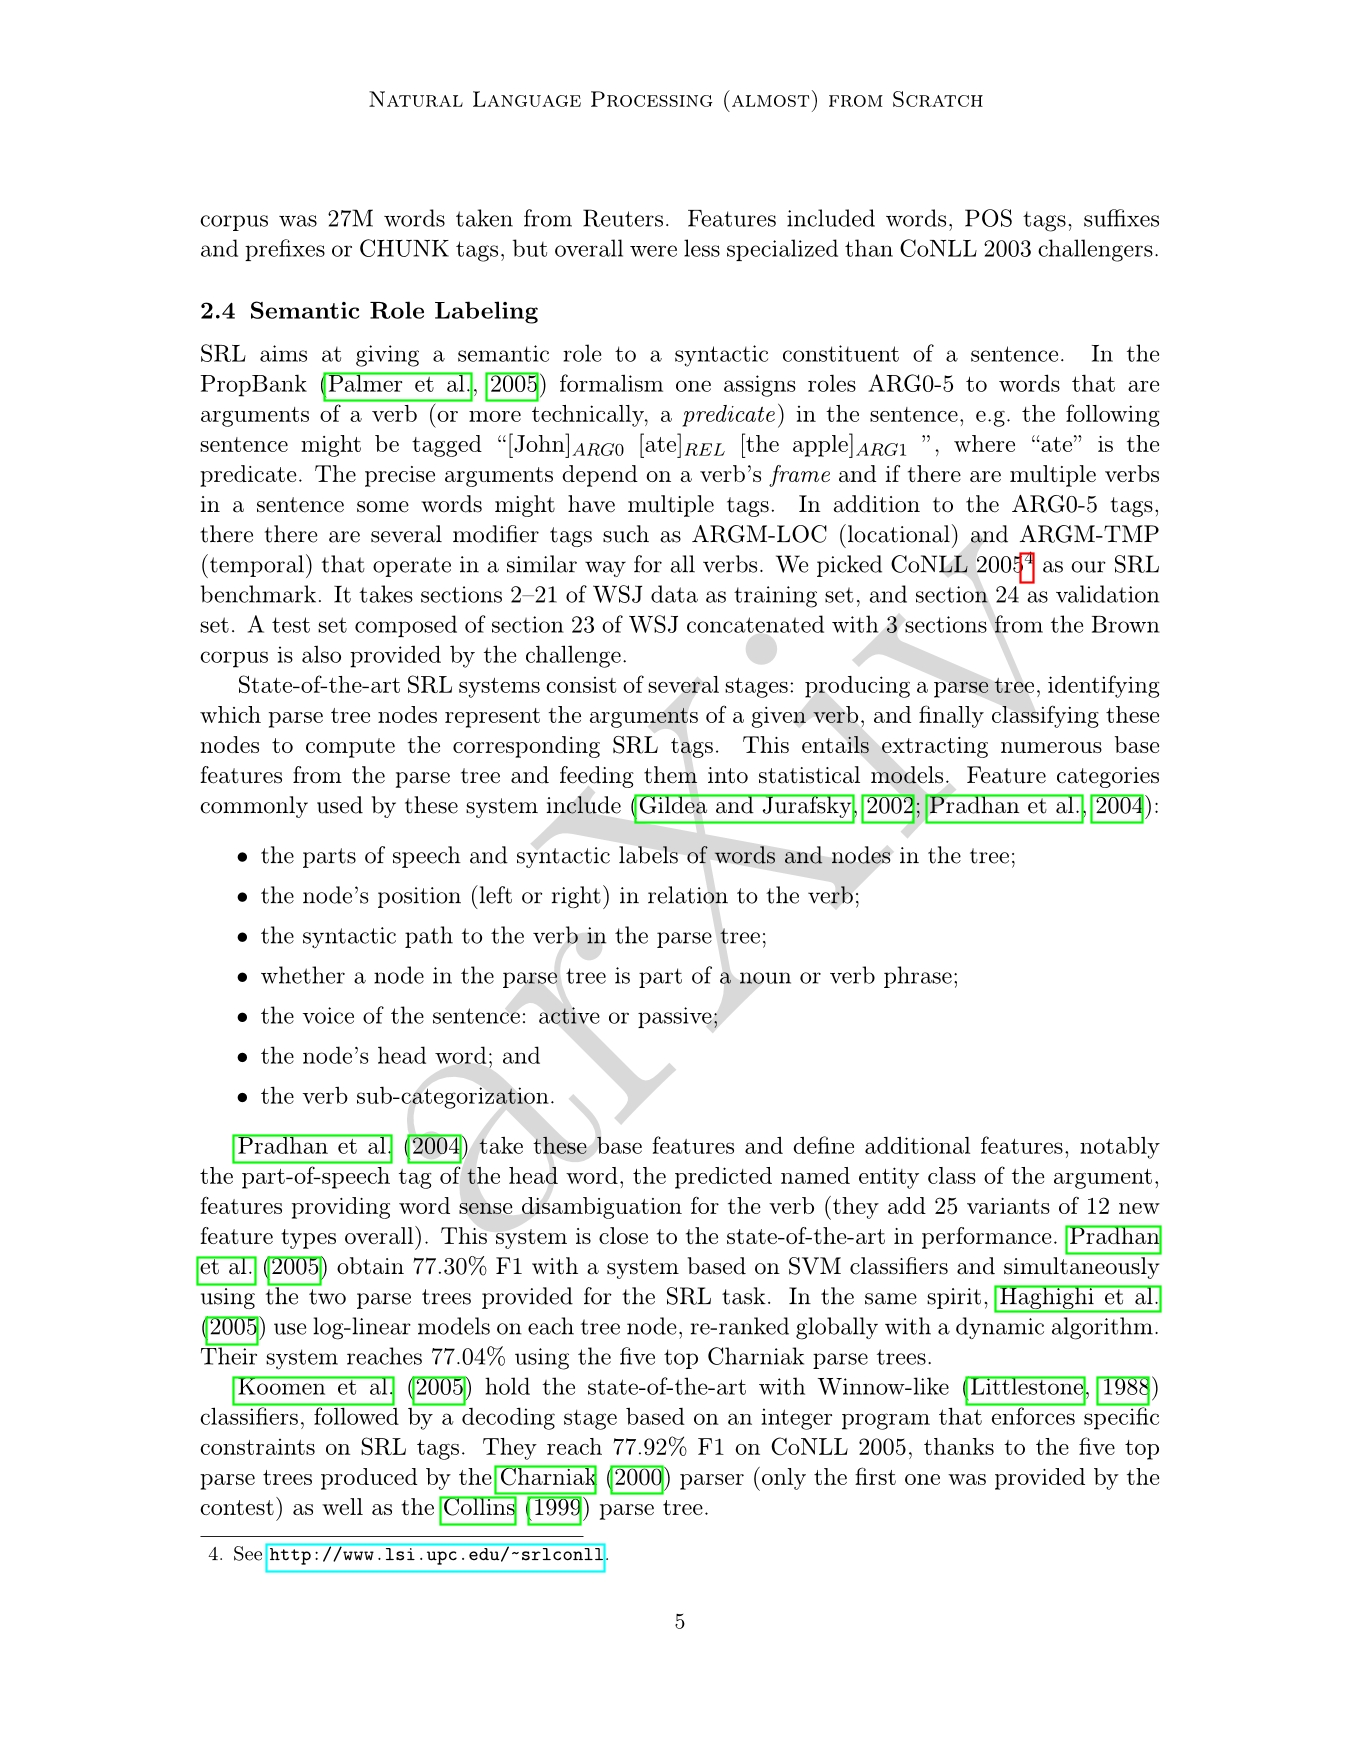 Natural Language Processing (almost) from Scratch
corpus was 27M words taken from Reuters. Features included words, POS tags, suffixes
and prefixes or CHUNK tags, but overall were less specialized than CoNLL 2003 challengers.
2.4 Semantic Role Labeling
SRL aims at giving a semantic role to a syntactic constituent of a sentence. In the
PropBank (Palmer et al., 2005) formalism one assigns roles ARG0-5 to words that are
arguments of a verb (or more technically, a predicate) in the sentence, e.g. the following
sentence might be tagged “[John]ARG0 [ate]REL [the apple]ARG1 ”, where “ate” is the
predicate. The precise arguments depend on a verb’s frame and if there are multiple verbs
in a sentence some words might have multiple tags. In addition to the ARG0-5 tags,
there there are several modifier tags such as ARGM-LOC (locational) and ARGM-TMP
(temporal) that operate in a similar way for all verbs. We picked CoNLL 2005⁴ as our SRL
benchmark. It takes sections 2–21 of WSJ data as training set, and section 24 as validation
set. A test set composed of section 23 of WSJ concatenated with 3 sections from the Brown
corpus is also provided by the challenge.
State-of-the-art SRL systems consist of several stages: producing a parse tree, identifying
which parse tree nodes represent the arguments of a given verb, and finally classifying these
nodes to compute the corresponding SRL tags. This entails extracting numerous base
features from the parse tree and feeding them into statistical models. Feature categories
commonly used by these system include (Gildea and Jurafsky, 2002; Pradhan et al., 2004):
• the parts of speech and syntactic labels of words and nodes in the tree;
• the node’s position (left or right) in relation to the verb;
• the syntactic path to the verb in the parse tree;
• whether a node in the parse tree is part of a noun or verb phrase;
• the voice of the sentence: active or passive;
• the node’s head word; and
• the verb sub-categorization.
Pradhan et al. (2004) take these base features and define additional features, notably
the part-of-speech tag of the head word, the predicted named entity class of the argument,
features providing word sense disambiguation for the verb (they add 25 variants of 12 new
feature types overall). This system is close to the state-of-the-art in performance. Pradhan
et al. (2005) obtain 77.30% F1 with a system based on SVM classifiers and simultaneously
using the two parse trees provided for the SRL task. In the same spirit, Haghighi et al.
(2005) use log-linear models on each tree node, re-ranked globally with a dynamic algorithm.
Their system reaches 77.04% using the five top Charniak parse trees.
Koomen et al. (2005) hold the state-of-the-art with Winnow-like (Littlestone, 1988)
classifiers, followed by a decoding stage based on an integer program that enforces specific
constraints on SRL tags. They reach 77.92% F1 on CoNLL 2005, thanks to the five top
parse trees produced by the Charniak (2000) parser (only the first one was provided by the
contest) as well as the Collins (1999) parse tree.
4. See http://www.lsi.upc.edu/~srlconll.
5
arXiv